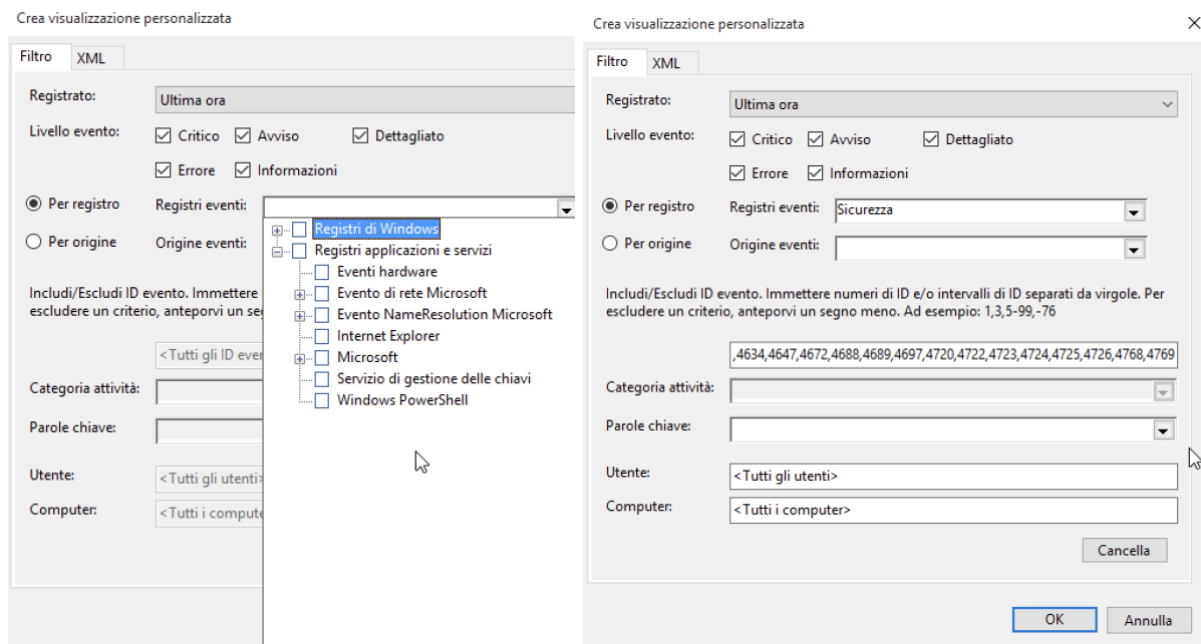 Crea visualizzazione personalizzata
Filtro XML
Registrato: Ultima ora
Livello evento: Critico Avviso Dettagliato
Errore Informazioni
Per registro Registri eventi:
Per origine Origine eventi:
Registri di Windows
Registri applicazioni e servizi
Eventi hardware
Evento di rete Microsoft
Evento NameResolution Microsoft
Internet Explorer
Microsoft
Servizio di gestione delle chiavi
Windows PowerShell
Includi/Escludi ID evento. Immettere
escludere un criterio, anteporvi un se
<Tutti gli ID even
Categoria attività:
Parole chiave:
Utente: <Tutti gli utenti>
Computer: <Tutti i compute
Crea visualizzazione personalizzata
Filtro XML
Registrato: Ultima ora
Livello evento: Critico Avviso Dettagliato
Errore Informazioni
Per registro Registri eventi: Sicurezza
Per origine Origine eventi:
Includi/Escludi ID evento. Immettere numeri di ID e/o intervalli di ID separati da virgole. Per
escludere un criterio, anteporvi un segno meno. Ad esempio: 1,3,5-99,-76
,4634,4647,4672,4688,4689,4697,4720,4722,4723,4724,4725,4726,4768,4769
Categoria attività:
Parole chiave:
Utente: <Tutti gli utenti>
Computer: <Tutti i computer>
Cancella
OK Annulla